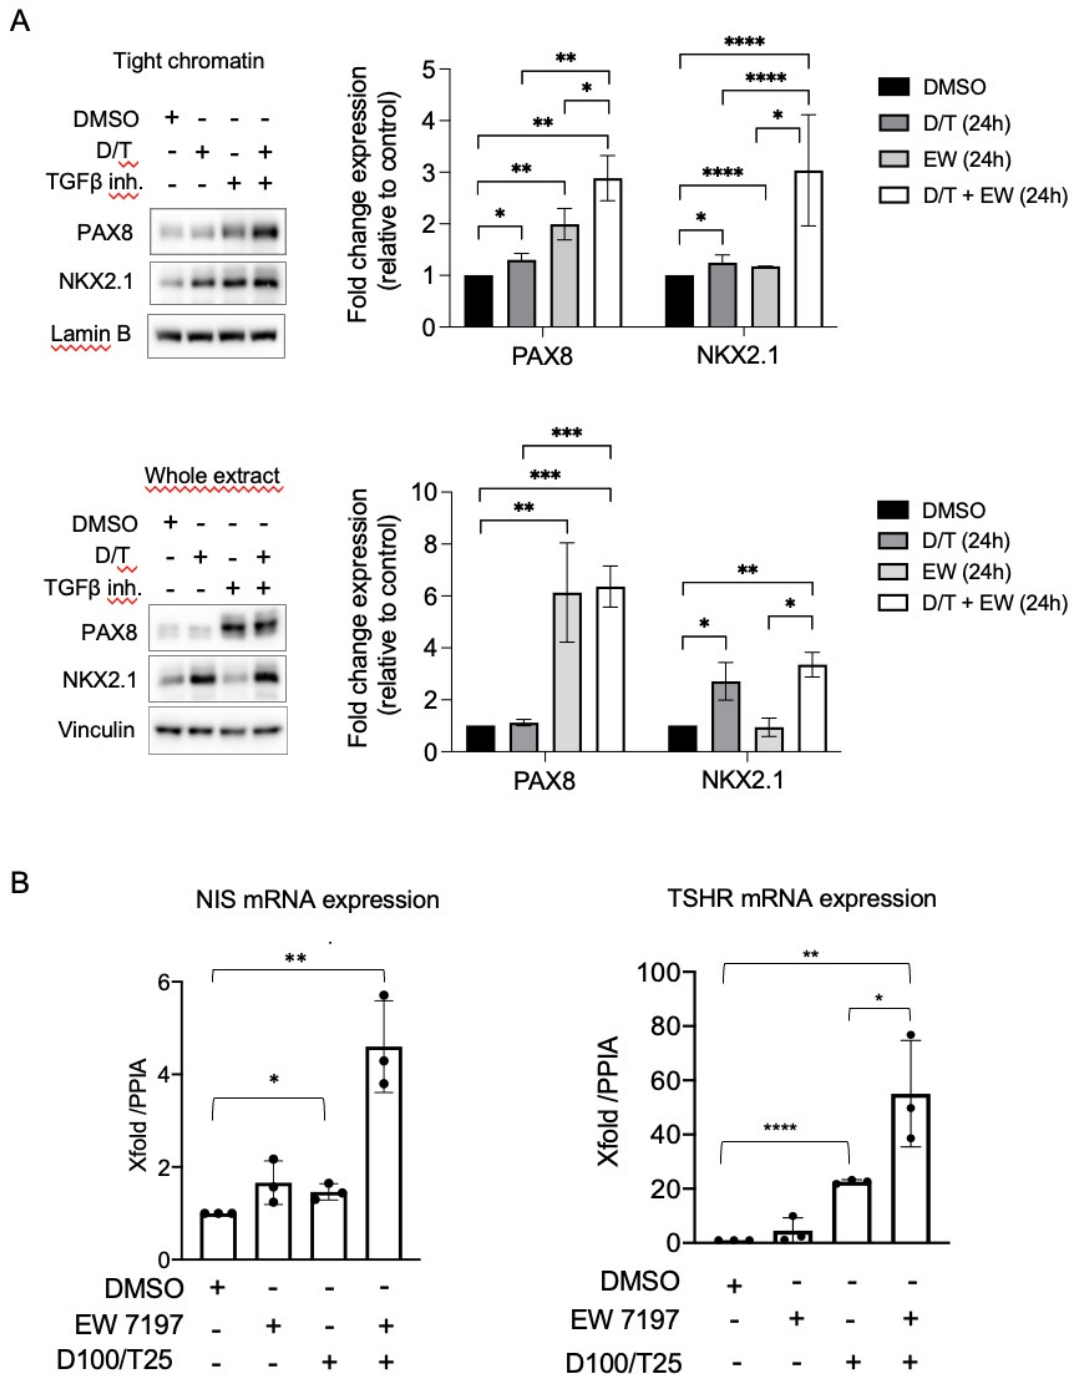 A
Tight chromatin
DMSO + - - -
D/T - + - +
TGFβ inh. - - + +
PAX8
NKX2.1
Lamin B
Fold change expression
(relative to control)
5
4
3
2
1
0
**
*
**
**
*
****
****
*
****
*
PAX8 NKX2.1
DMSO
D/T (24h)
EW (24h)
D/T + EW (24h)
Whole extract
DMSO + - - -
D/T - + - +
TGFβ inh. - - + +
PAX8
NKX2.1
Vinculin
Fold change expression
(relative to control)
10
8
6
4
2
0
***
***
**
**
*
*
PAX8 NKX2.1
DMSO
D/T (24h)
EW (24h)
D/T + EW (24h)
B
NIS mRNA expression
Xfold /PPIA
6
4
2
0
**
*
DMSO + - - -
EW 7197 - + - +
D100/T25 - - + +
TSHR mRNA expression
Xfold /PPIA
100
80
60
40
20
0
**
*
****
DMSO + - - -
EW 7197 - + - +
D100/T25 - - + +